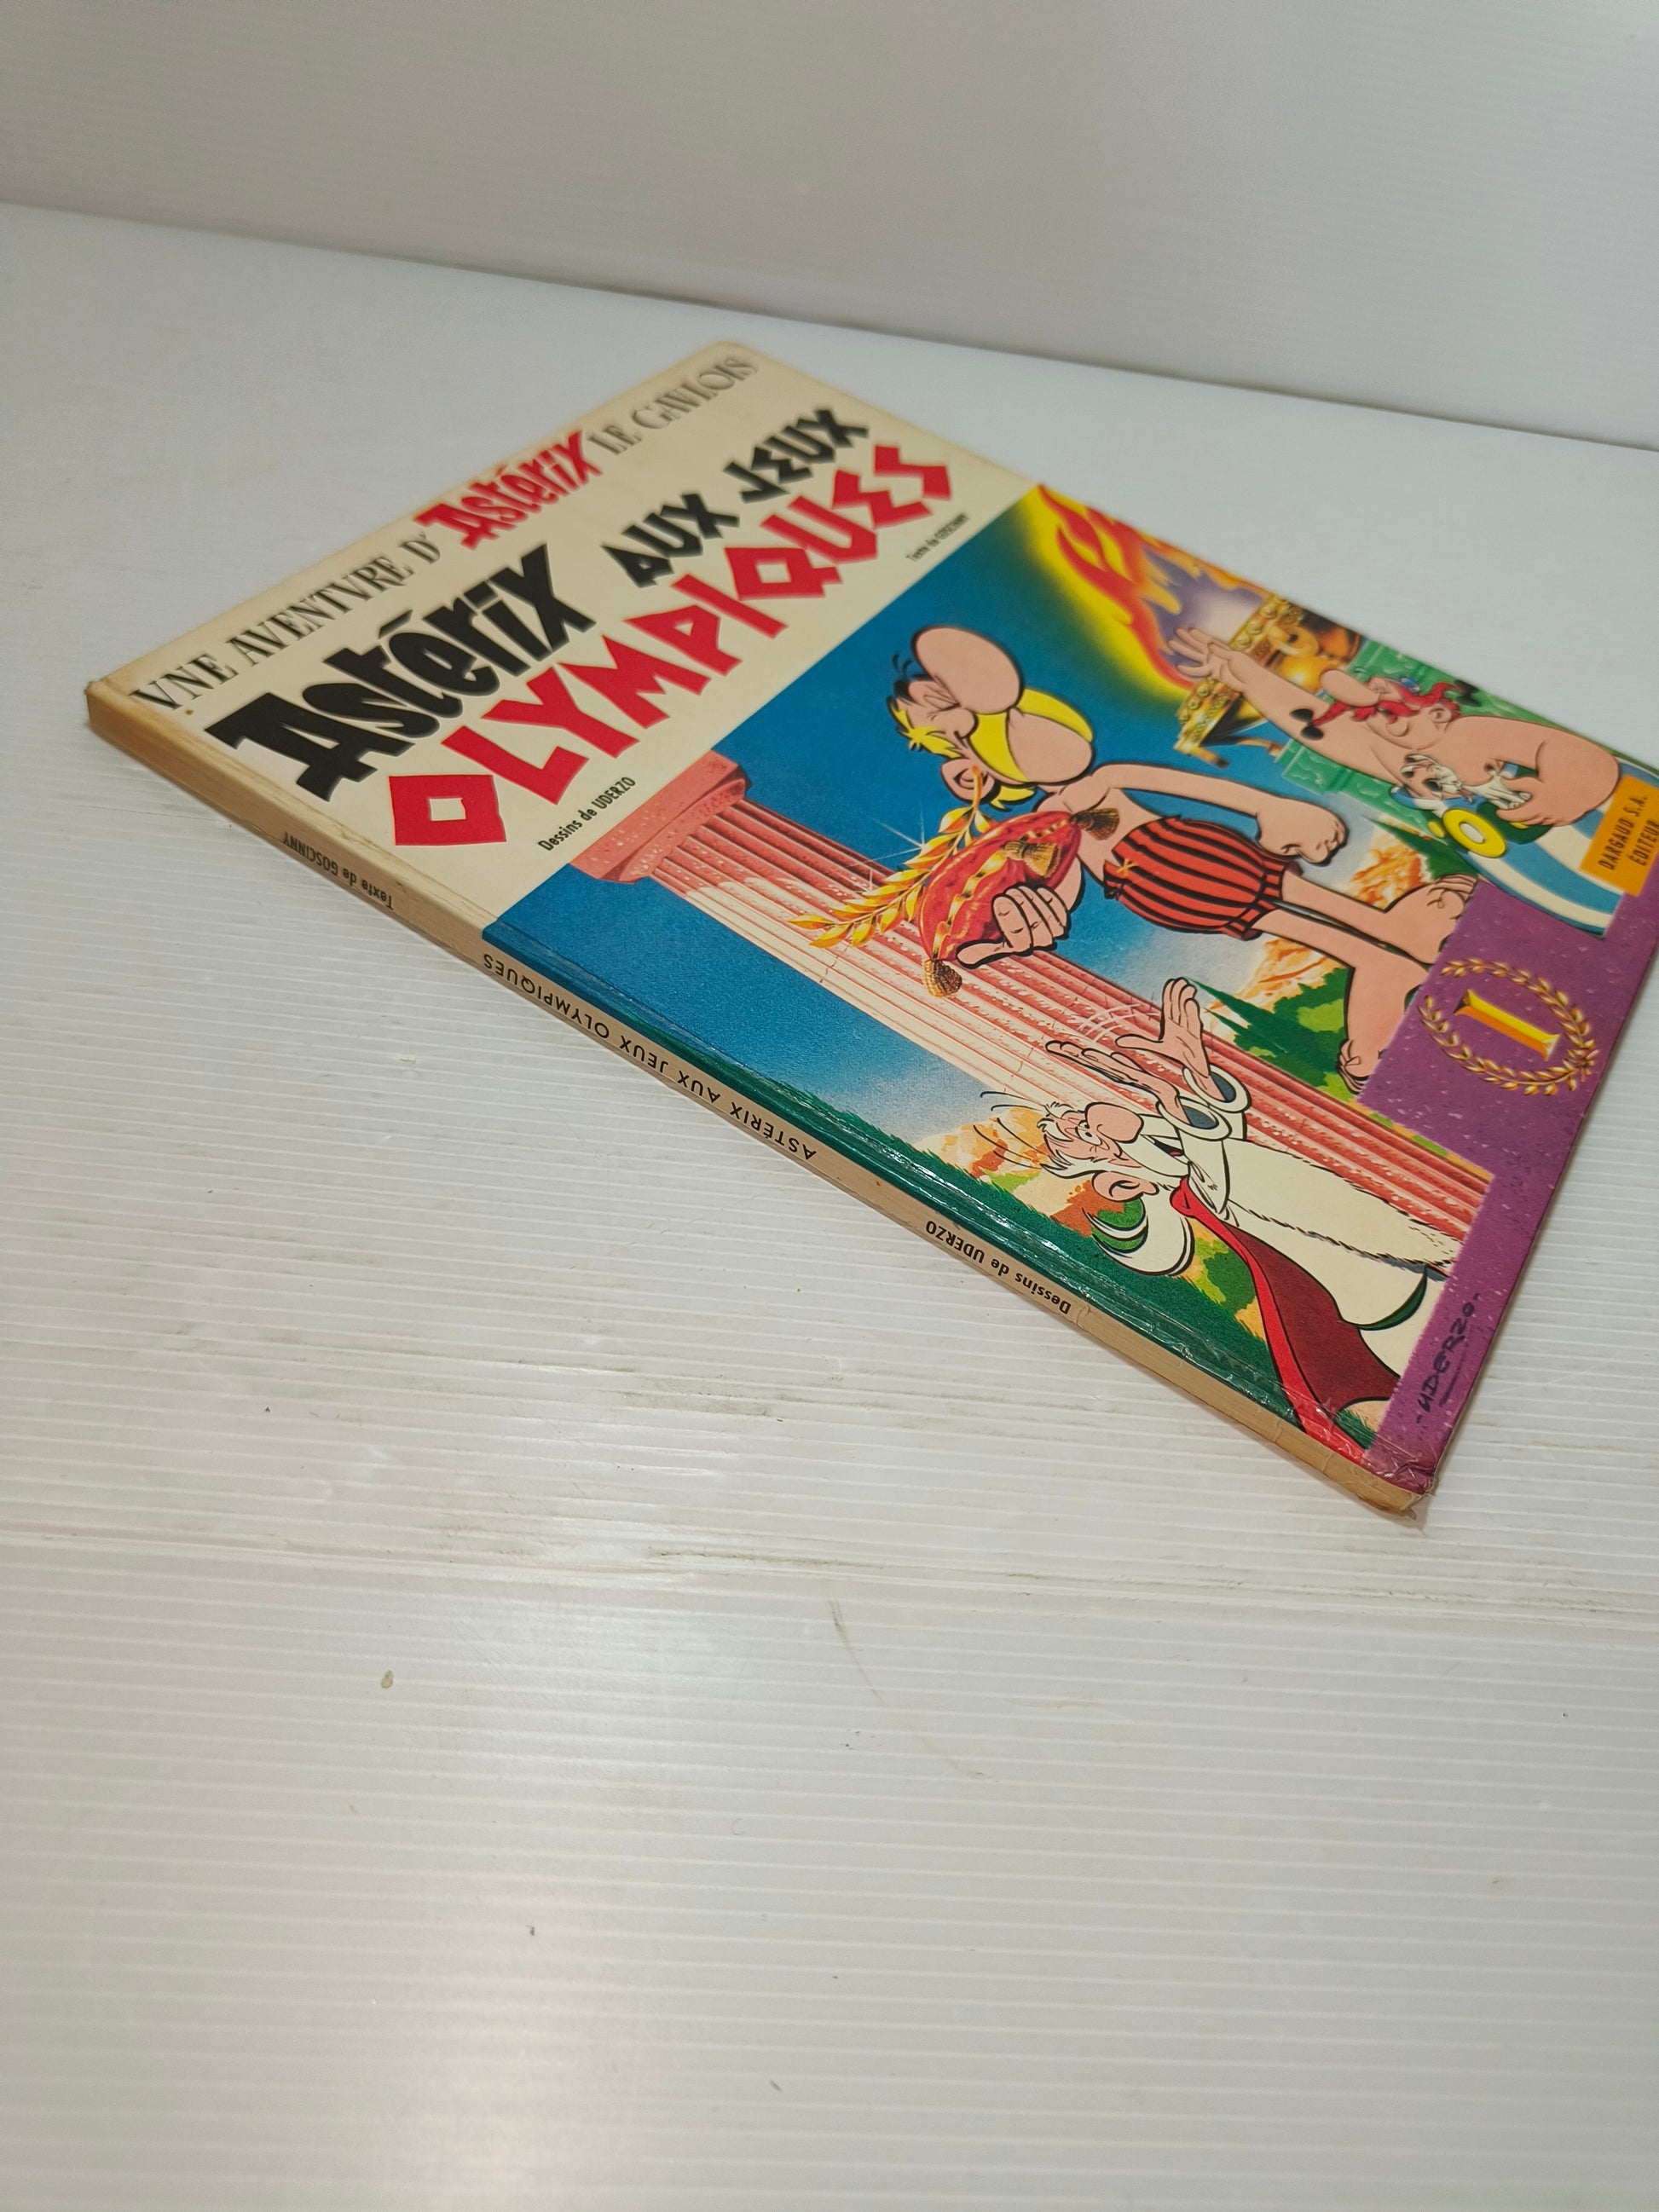 VNE AVENTVRE D'Astérix LE GAVLOIS
Astérix AUX JEUX
OLYMPIQUES
Dessins de UDERZO
Texte de GOSCINNY
DARGAUD S.A.
ÉDITEUR
I
-UDERZO-
Texte de GOSCINNY
ASTÉRIX AUX JEUX OLYMPIQUES
Dessins de UDERZO